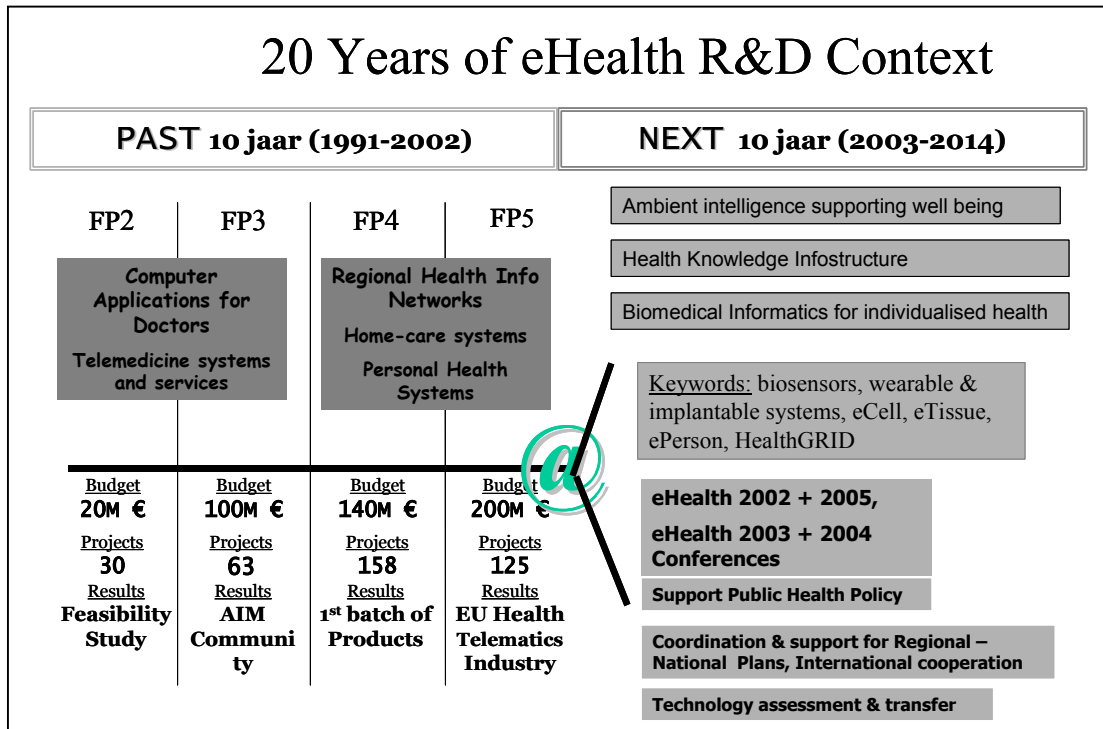 20 Years of eHealth R&D Context
PAST 10 jaar (1991-2002)
NEXT 10 jaar (2003-2014)
FP2
FP3
FP4
FP5
Computer
Applications for
Doctors
Telemedicine systems
and services
Regional Health Info
Networks
Home-care systems
Personal Health
Systems
@
Budget
20M €
Projects
30
Results
Feasibility
Study
Budget
100M €
Projects
63
Results
AIM
Communi
ty
Budget
140M €
Projects
158
Results
1st batch of
Products
Budget
200M €
Projects
125
Results
EU Health
Telematics
Industry
Ambient intelligence supporting well being
Health Knowledge Infostructure
Biomedical Informatics for individualised health
Keywords: biosensors, wearable &
implantable systems, eCell, eTissue,
ePerson, HealthGRID
eHealth 2002 + 2005,
eHealth 2003 + 2004
Conferences
Support Public Health Policy
Coordination & support for Regional –
National Plans, International cooperation
Technology assessment & transfer